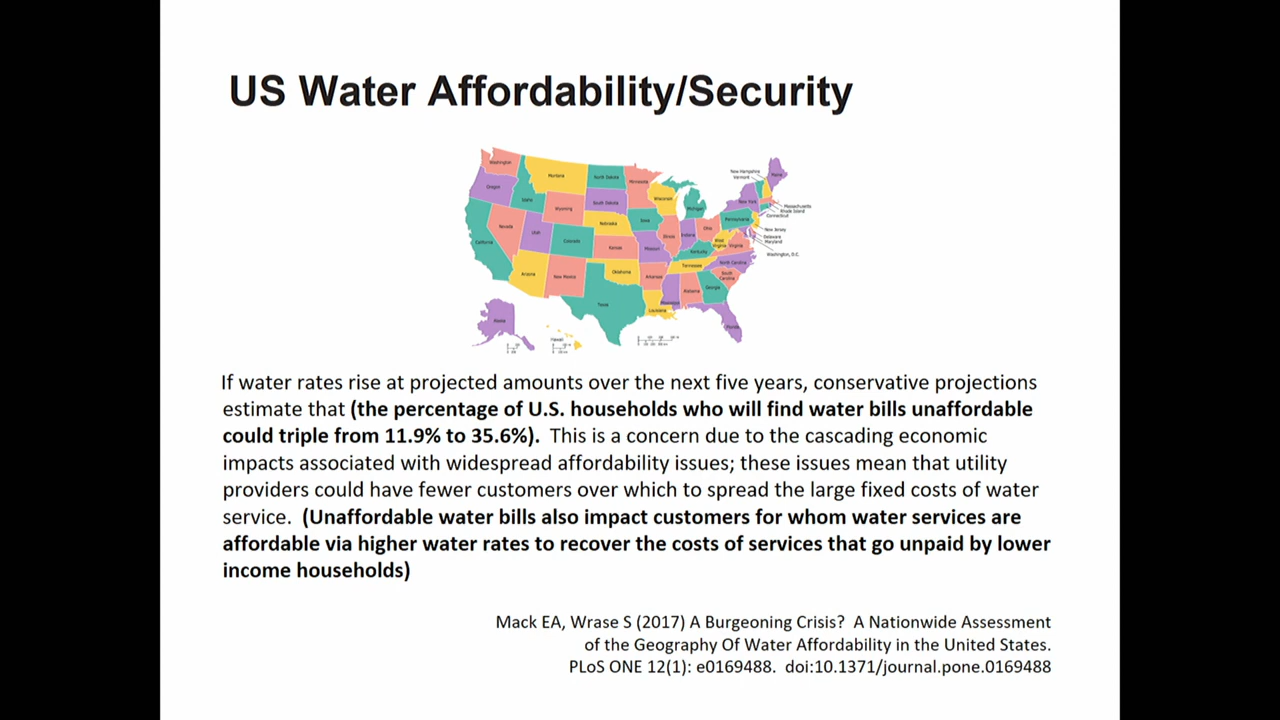 US Water Affordability/Security
Washington
Oregon
California
Nevada
Idaho
Montana
Wyoming
Utah
Arizona
Colorado
New Mexico
North Dakota
South Dakota
Nebraska
Kansas
Oklahoma
Texas
Minnesota
Iowa
Missouri
Arkansas
Louisiana
Wisconsin
Illinois
Michigan
Indiana
Ohio
Kentucky
Tennessee
Mississippi
Alabama
Georgia
Florida
South
Carolina
North Carolina
Virginia
West
Virginia
Pennsylvania
New York
Maine
New Hampshire
Vermont
Massachusetts
Rhode Island
Connecticut
New Jersey
Delaware
Maryland
Washington, D.C.
Alaska
Hawaii
If water rates rise at projected amounts over the next five years, conservative projections
estimate that (the percentage of U.S. households who will find water bills unaffordable
could triple from 11.9% to 35.6%). This is a concern due to the cascading economic
impacts associated with widespread affordability issues; these issues mean that utility
providers could have fewer customers over which to spread the large fixed costs of water
service. (Unaffordable water bills also impact customers for whom water services are
affordable via higher water rates to recover the costs of services that go unpaid by lower
income households)
Mack EA, Wrase S (2017) A Burgeoning Crisis? A Nationwide Assessment
of the Geography Of Water Affordability in the United States.
PLoS ONE 12(1): e0169488. doi:10.1371/journal.pone.0169488